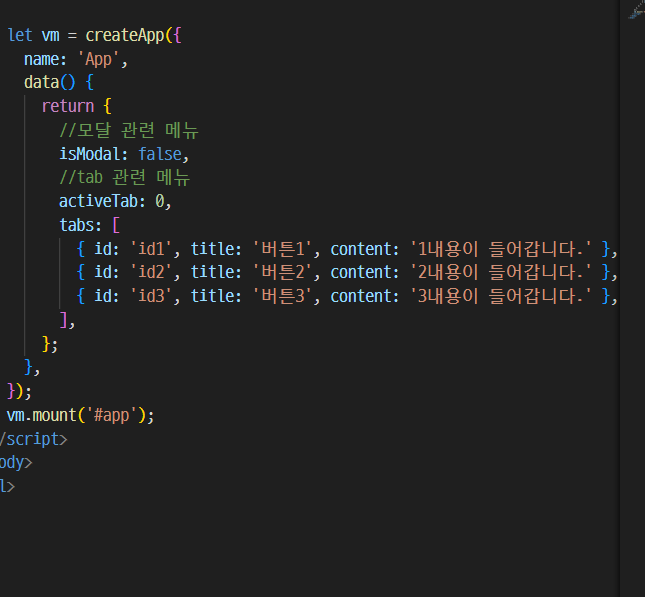 let vm = createApp({
name: 'App',
data() {
return {
//모달 관련 메뉴
isModal: false,
//tab 관련 메뉴
activeTab: 0,
tabs: [
{ id: 'id1', title: '버튼1', content: '1내용이 들어갑니다.' },
{ id: 'id2', title: '버튼2', content: '2내용이 들어갑니다.' },
{ id: 'id3', title: '버튼3', content: '3내용이 들어갑니다.' },
],
};
},
});
vm.mount('#app');
/script>
ody>
l>